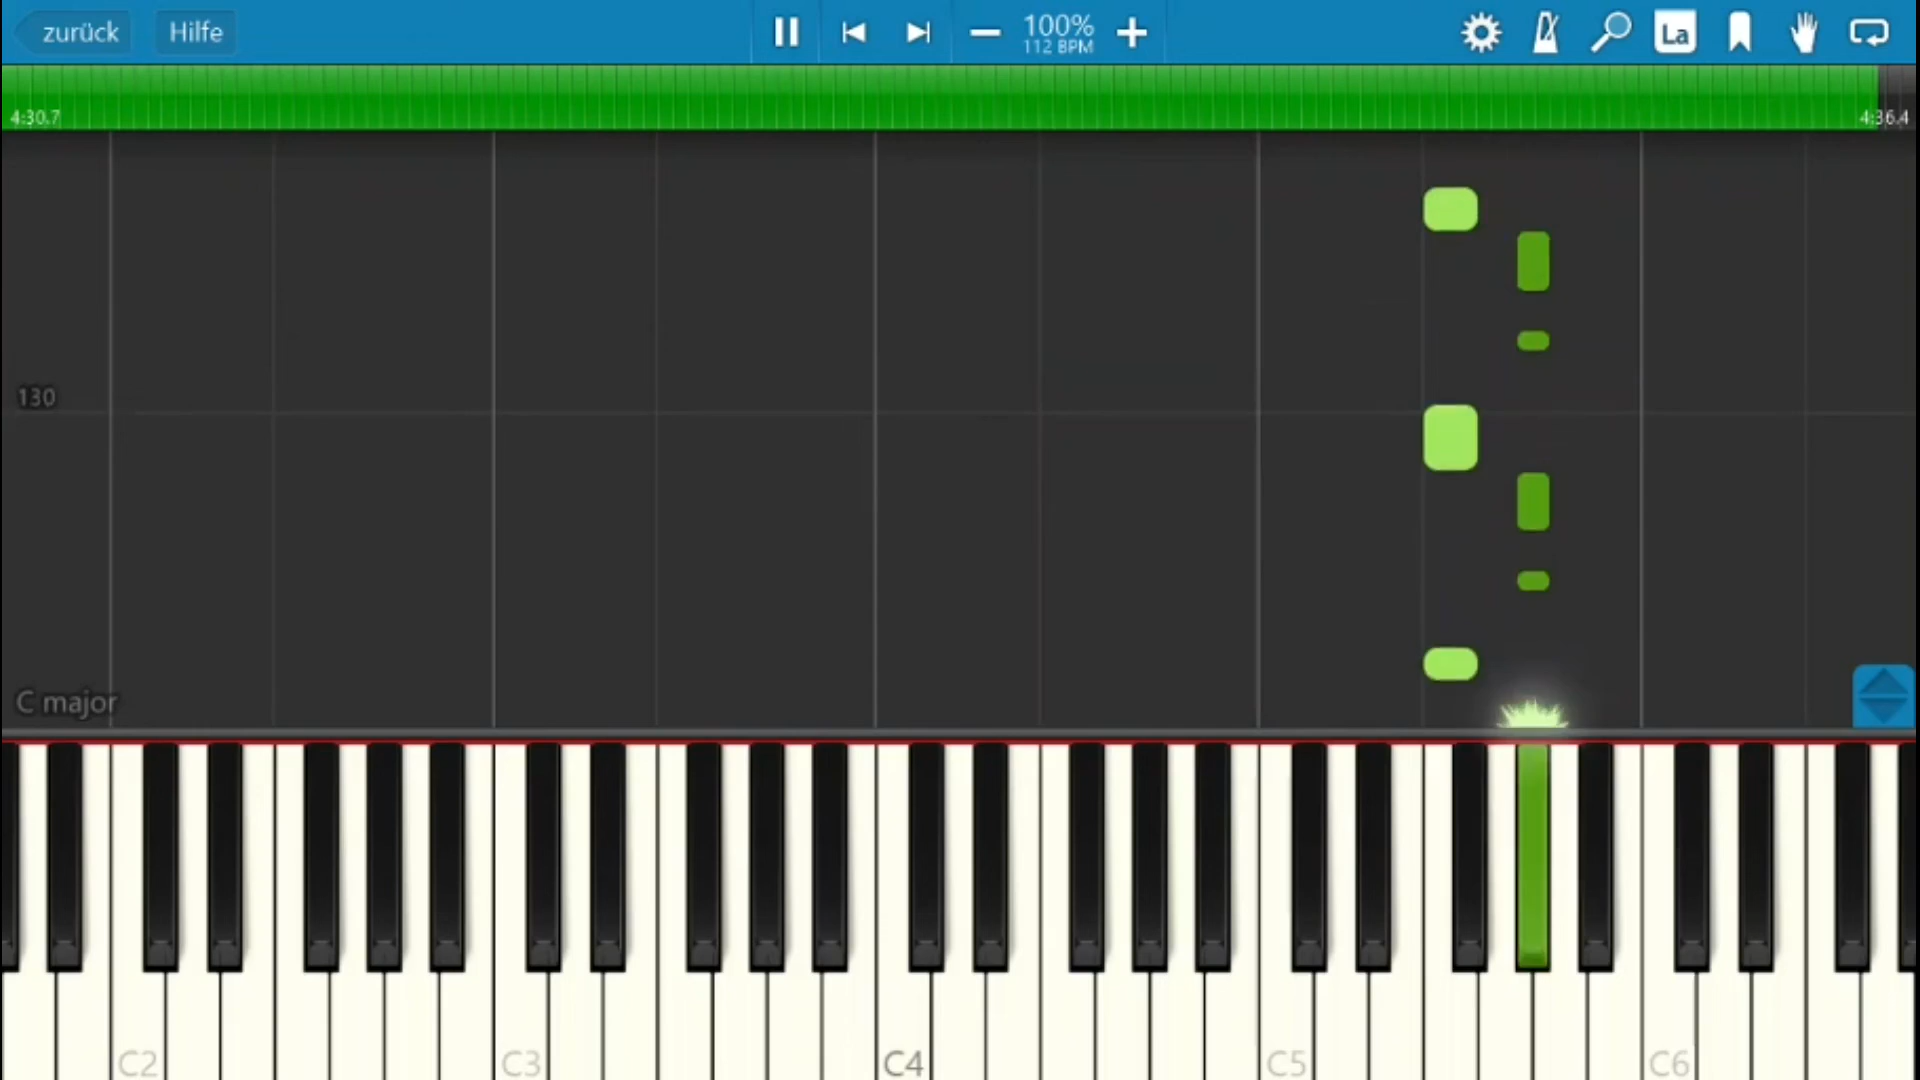 zurück
Hilfe
100%
112 BPM
La
4:30.7
4:36.4
130
C major
C2
C3
C4
C5
C6